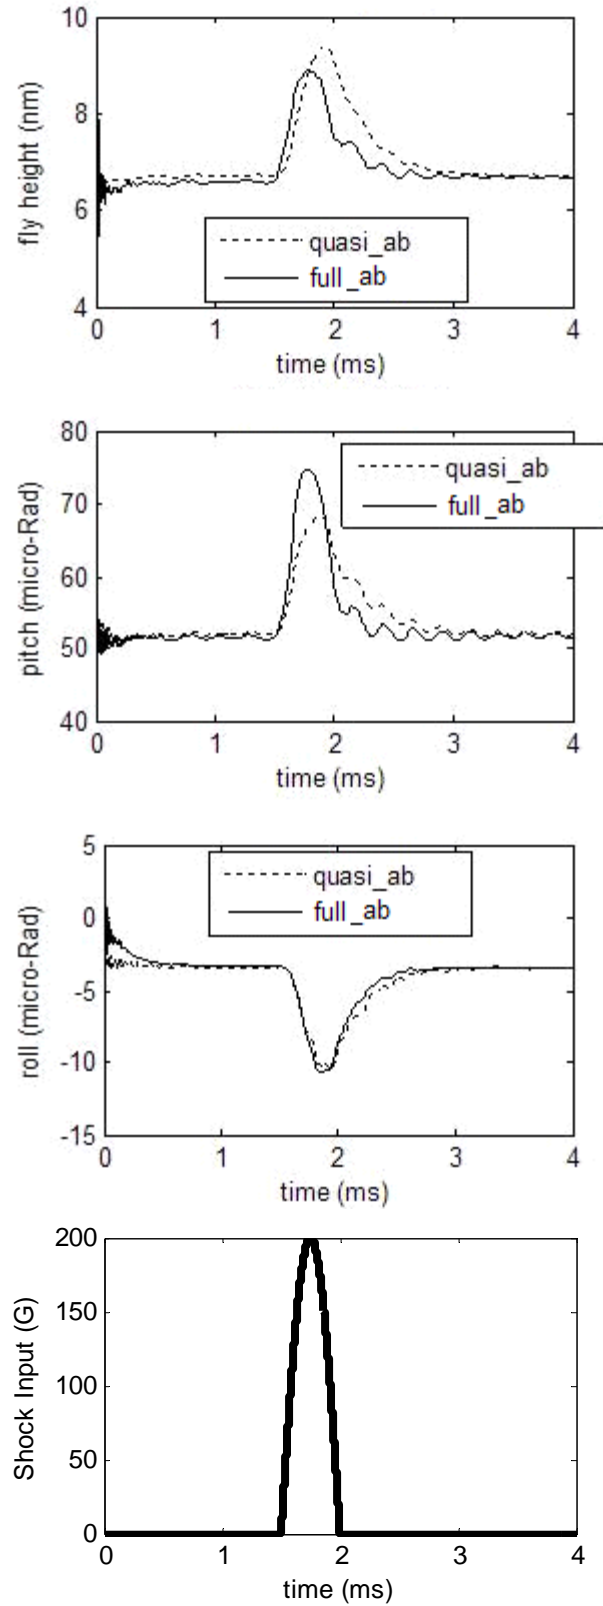 10
8
6
4
fly height (nm)
quasi_ab
full_ab
0 1 2 3 4
time (ms)
80
70
60
50
40
pitch (micro-Rad)
quasi_ab
full_ab
0 1 2 3 4
time (ms)
5
0
-5
-10
-15
roll (micro-Rad)
quasi_ab
full_ab
0 1 2 3 4
time (ms)
200
150
100
50
0
Shock Input (G)
0 1 2 3 4
time (ms)